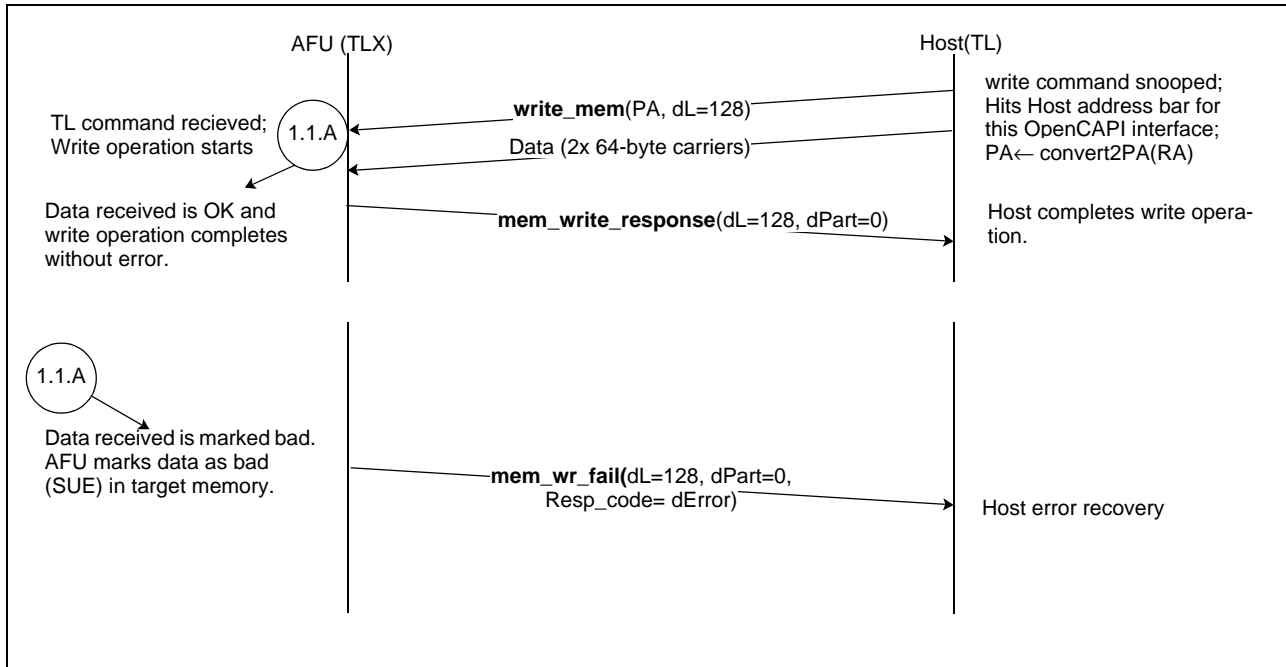 AFU (TLX)
Host(TL)
write command snooped;
Hits Host address bar for
this OpenCAPI interface;
PA← convert2PA(RA)
write_mem(PA, dL=128)
TL command recieved;
Write operation starts
1.1.A
Data (2x 64-byte carriers)
Data received is OK and
write operation completes
without error.
mem_write_response(dL=128, dPart=0)
Host completes write opera-
tion.
1.1.A
Data received is marked bad.
AFU marks data as bad
(SUE) in target memory.
mem_wr_fail(dL=128, dPart=0,
Resp_code= dError)
Host error recovery